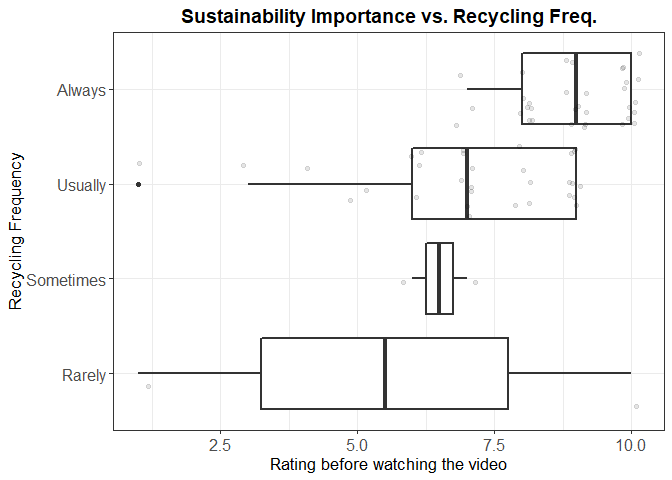 Sustainability Importance vs. Recycling Freq.
Recycling Frequency
Always
Usually
Sometimes
Rarely
2.5 5.0 7.5 10.0
Rating before watching the video